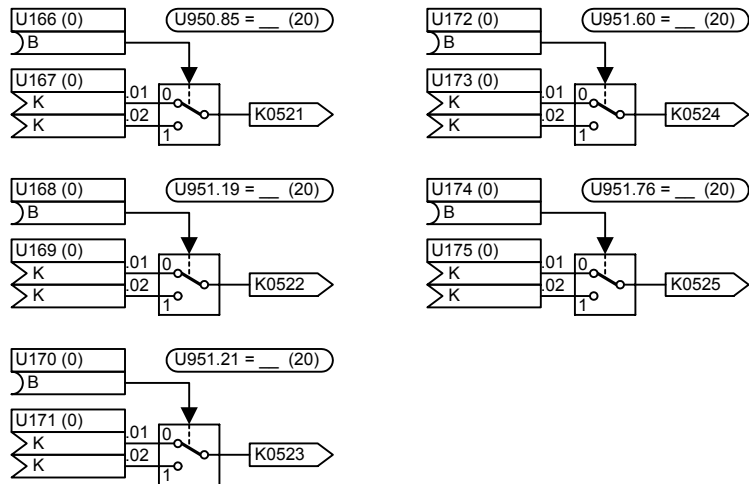 U166 (0)
U950.85 = __ (20)
B
U167 (0)
K
.01
0
K
.02
1
K0521
U172 (0)
U951.60 = __ (20)
B
U173 (0)
K
.01
0
K
.02
1
K0524
U168 (0)
U951.19 = __ (20)
B
U169 (0)
K
.01
0
K
.02
1
K0522
U174 (0)
U951.76 = __ (20)
B
U175 (0)
K
.01
0
K
.02
1
K0525
U170 (0)
U951.21 = __ (20)
B
U171 (0)
K
.01
0
K
.02
1
K0523